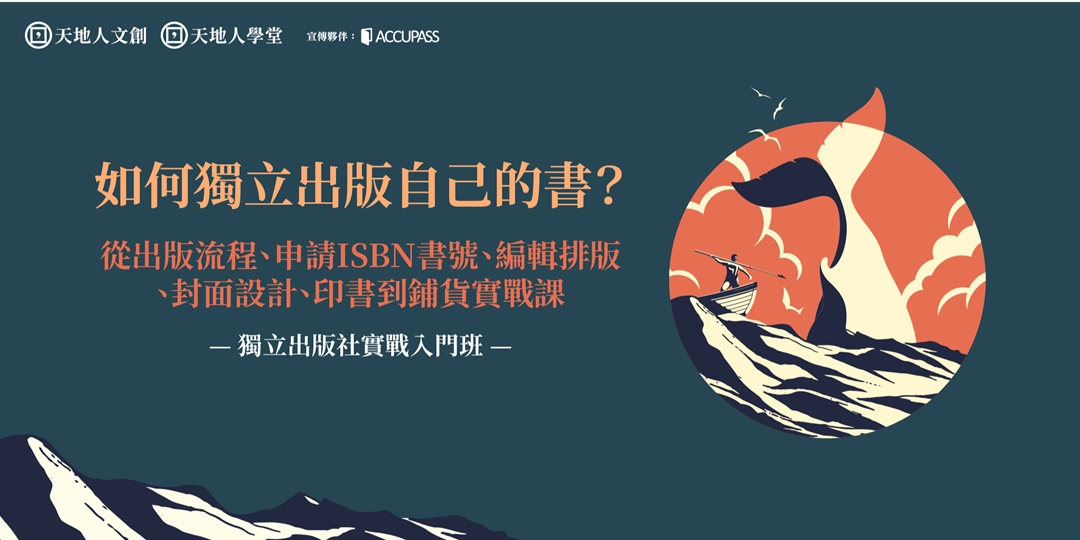 天地人文創 天地人學堂 宣傳夥伴：ACCUPASS
如何獨立出版自己的書？
從出版流程、申請ISBN書號、編輯排版
、封面設計、印書到鋪貨實戰課
— 獨立出版社實戰入門班 —